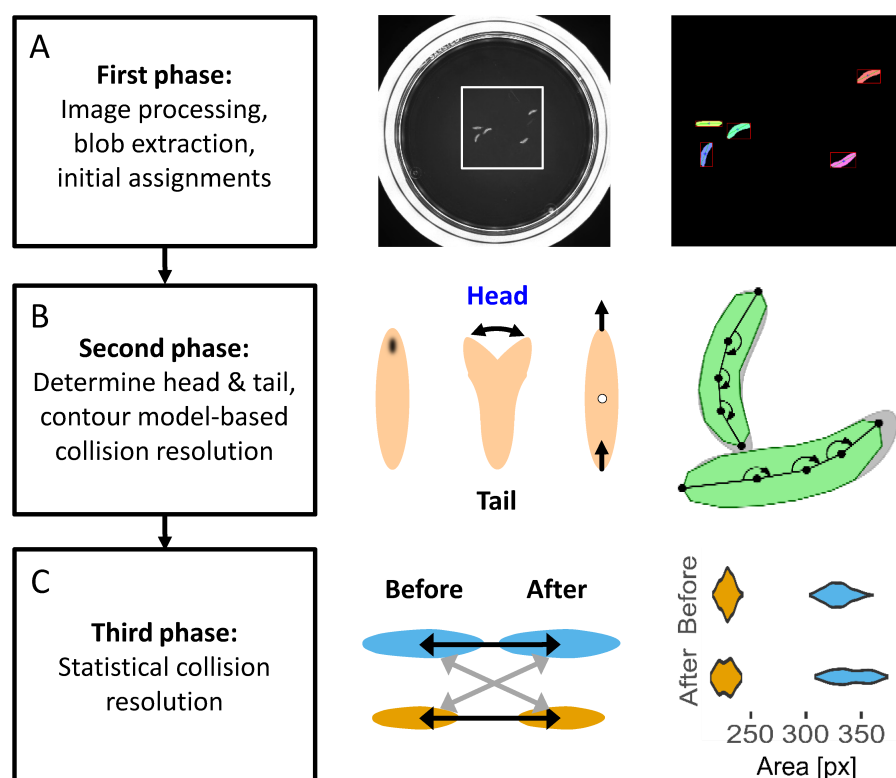 A
First phase:
Image processing,
blob extraction,
initial assignments
B
Second phase:
Determine head & tail,
contour model-based
collision resolution
Head
Tail
C
Third phase:
Statistical collision
resolution
Before
After
Before
After
250 300 350
Area [px]